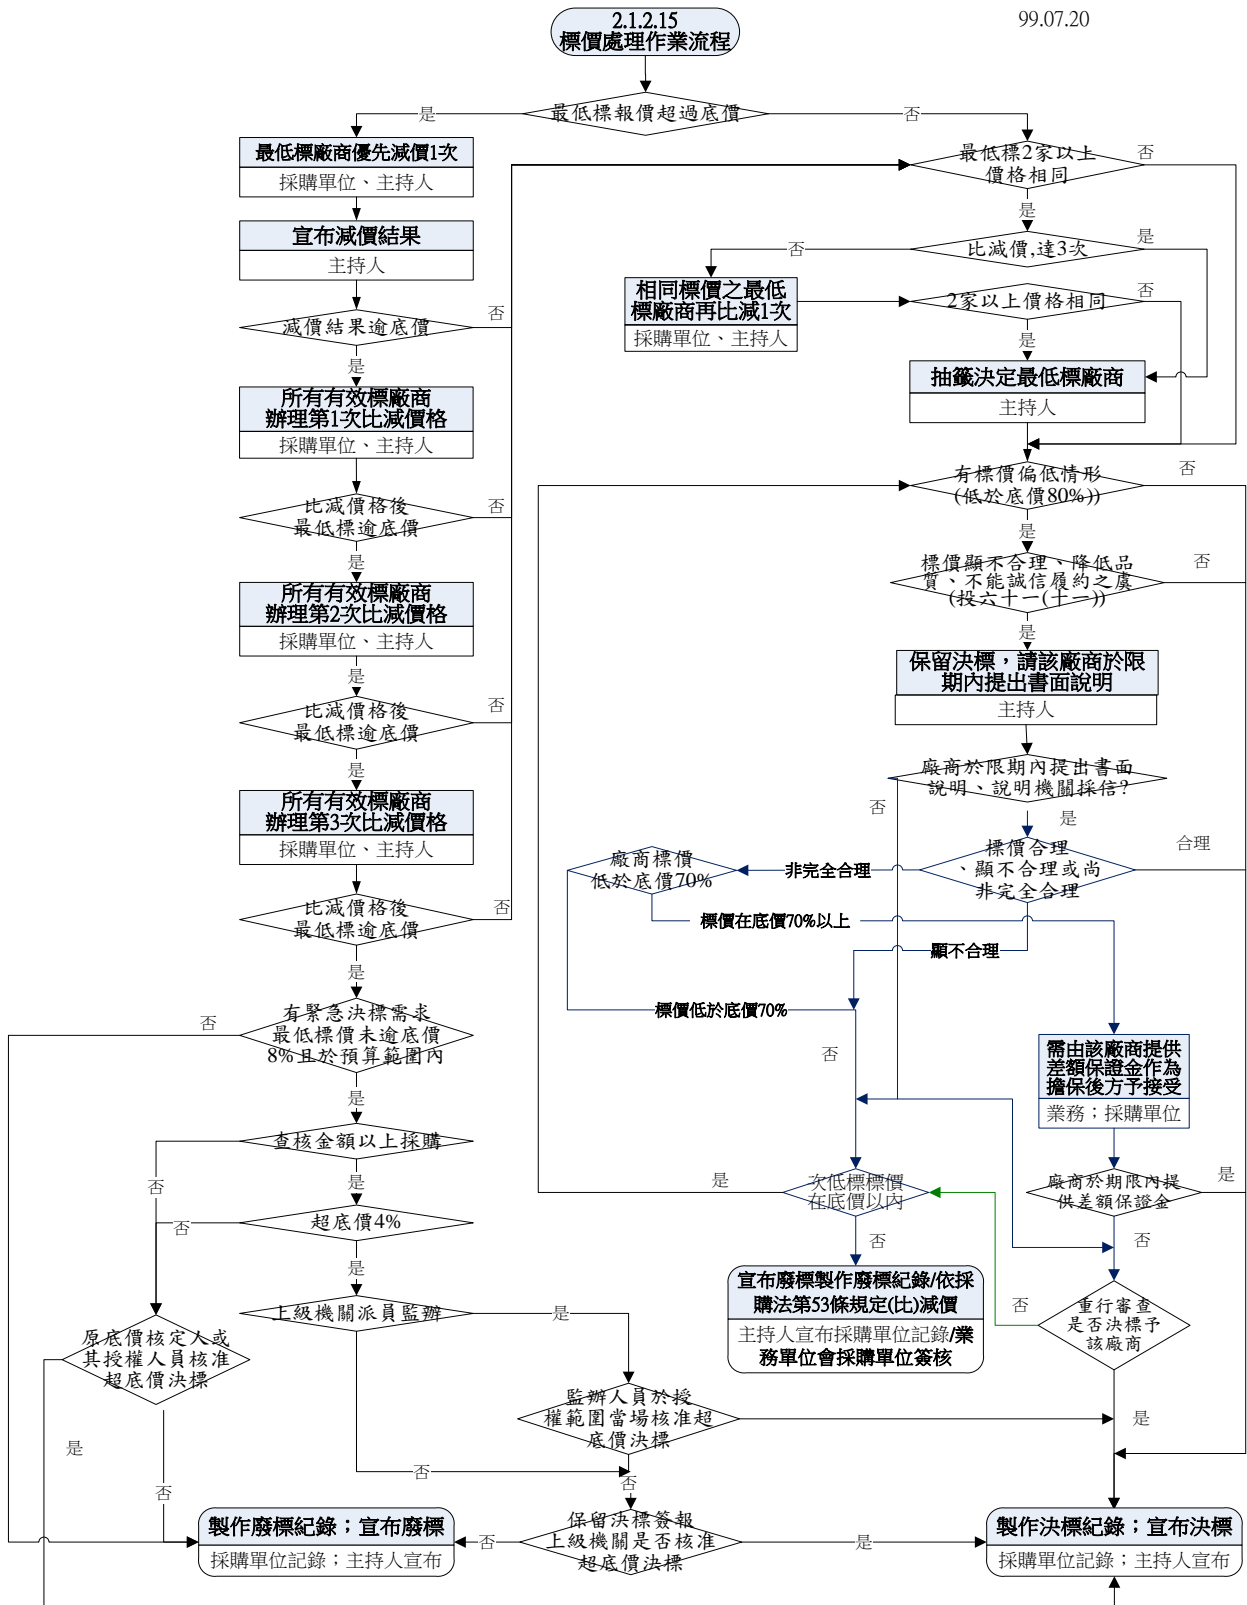 2.1.2.15
標價處理作業流程
99.07.20
最低標報價超過底價
是
否
最低標廠商優先減價1次
採購單位、主持人
最低標2家以上
價格相同
否
是
宣布減價結果
主持人
比減價,達3次
否
是
相同標價之最低
標廠商再比減1次
採購單位、主持人
2家以上價格相同
否
是
減價結果逾底價
否
是
抽籤決定最低標廠商
主持人
所有有效標廠商
辦理第1次比減價格
採購單位、主持人
有標價偏低情形
(低於底價80%))
否
是
比減價格後
最低標逾底價
否
是
標價顯不合理、降低品
質、不能誠信履約之虞
(投六十一(十一))
否
是
所有有效標廠商
辦理第2次比減價格
採購單位、主持人
保留決標，請該廠商於限
期內提出書面說明
主持人
比減價格後
最低標逾底價
否
是
廠商於限期內提出書面
說明、說明機關採信?
否
是
所有有效標廠商
辦理第3次比減價格
採購單位、主持人
標價合理
、顯不合理或尚
非完全合理
合理
非完全合理
廠商標價
低於底價70%
標價在底價70%以上
顯不合理
標價低於底價70%
比減價格後
最低標逾底價
否
是
有緊急決標需求
最低標價未逾底價
8%且於預算範圍內
否
是
否
需由該廠商提供
差額保證金作為
擔保後方予接受
業務；採購單位
查核金額以上採購
否
是
次低標標價
在底價以內
是
否
廠商於期限內提
供差額保證金
是
否
超底價4%
否
是
宣布廢標製作廢標紀錄/依採
購法第53條規定(比)減價
主持人宣布採購單位記錄/業
務單位會採購單位簽核
重行審查
是否決標予
該廠商
否
是
上級機關派員監辦
是
否
原底價核定人或
其授權人員核准
超底價決標
是
否
監辦人員於授
權範圍當場核准超
底價決標
否
保留決標簽報
上級機關是否核准
超底價決標
否
是
製作廢標紀錄；宣布廢標
採購單位記錄；主持人宣布
製作決標紀錄；宣布決標
採購單位記錄；主持人宣布